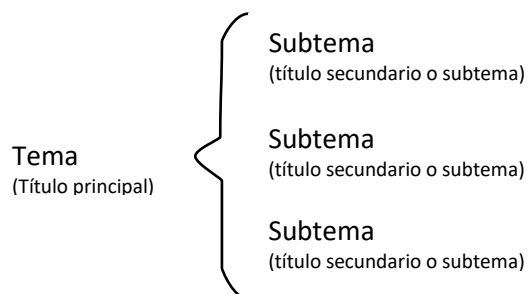 Subtema
(título secundario o subtema)
Tema
(Título principal)
Subtema
(título secundario o subtema)
Subtema
(título secundario o subtema)